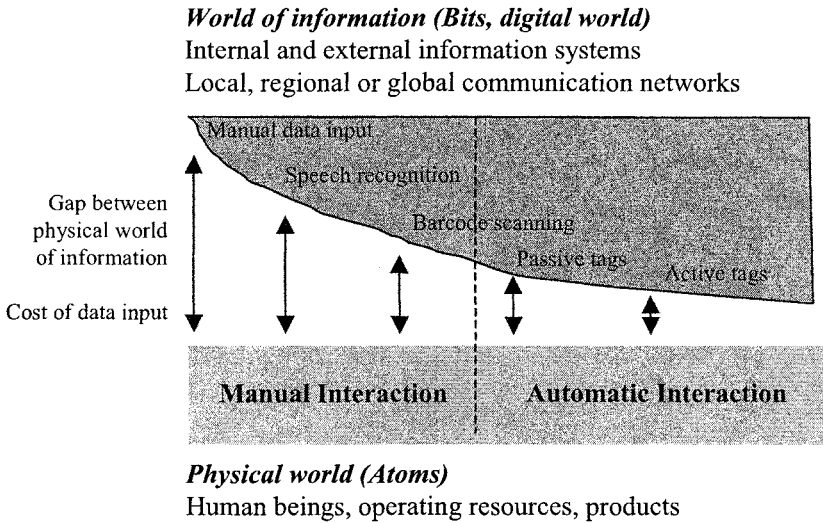 World of information (Bits, digital world)
Internal and external information systems
Local, regional or global communication networks
Manual data input
Speech recognition
Barcode scanning
Passive tags
Active tags
Gap between
physical world
of information
Cost of data input
Manual Interaction
Automatic Interaction
Physical world (Atoms)
Human beings, operating resources, products